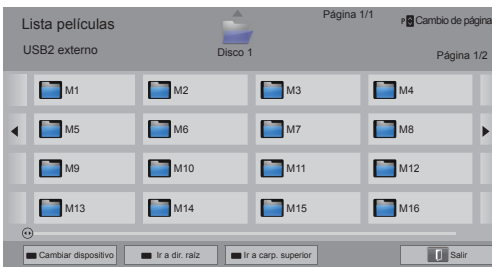 Lista películas
Página 1/1
P Cambio de página
USB2 externo
Disco 1
Página 1/2
M1 M2 M3 M4
M5 M6 M7 M8
M9 M10 M11 M12
M13 M14 M15 M16
Cambiar dispositivo Ir a dir. raíz Ir a carp. superior Salir